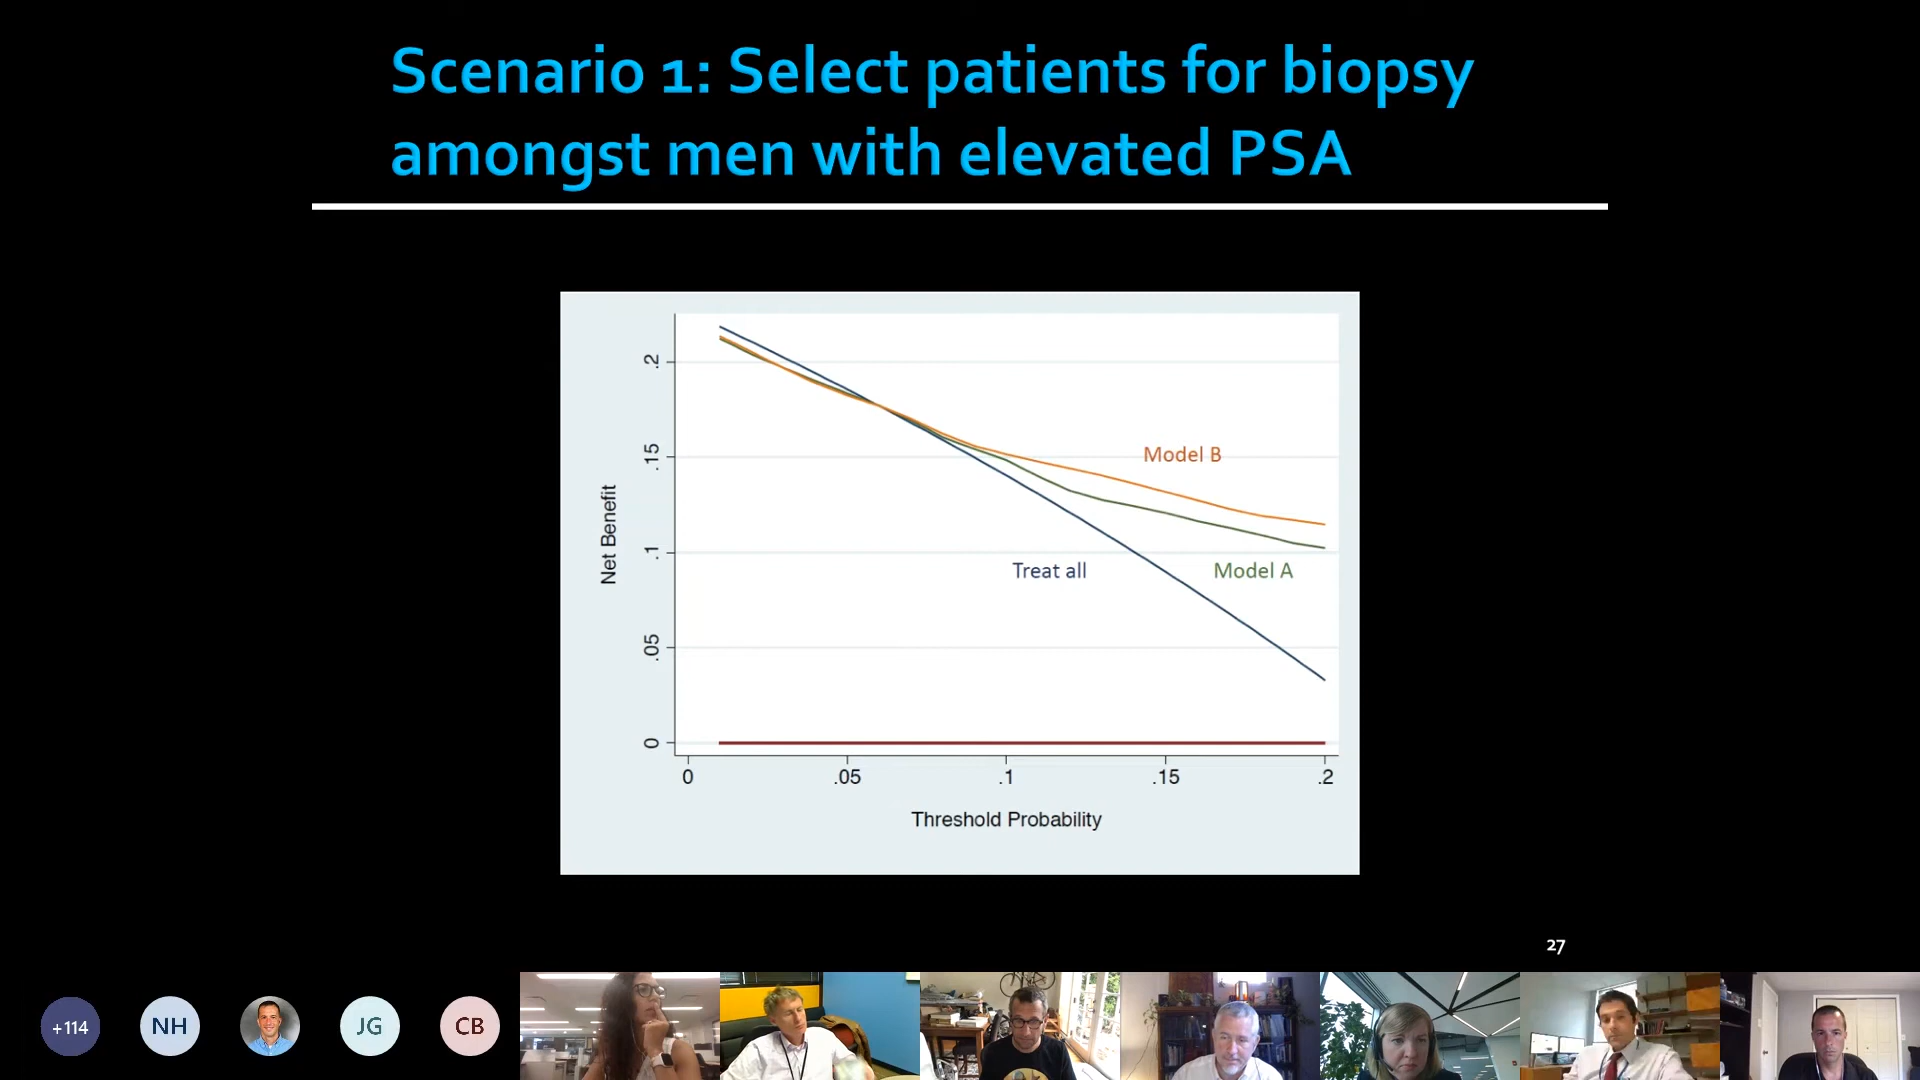 Scenario 1: Select patients for biopsy
amongst men with elevated PSA
.2
.15
.1
.05
0
Net Benefit
Model B
Treat all
Model A
0 .05 .1 .15 .2
Threshold Probability
27
+114 NH JG CB